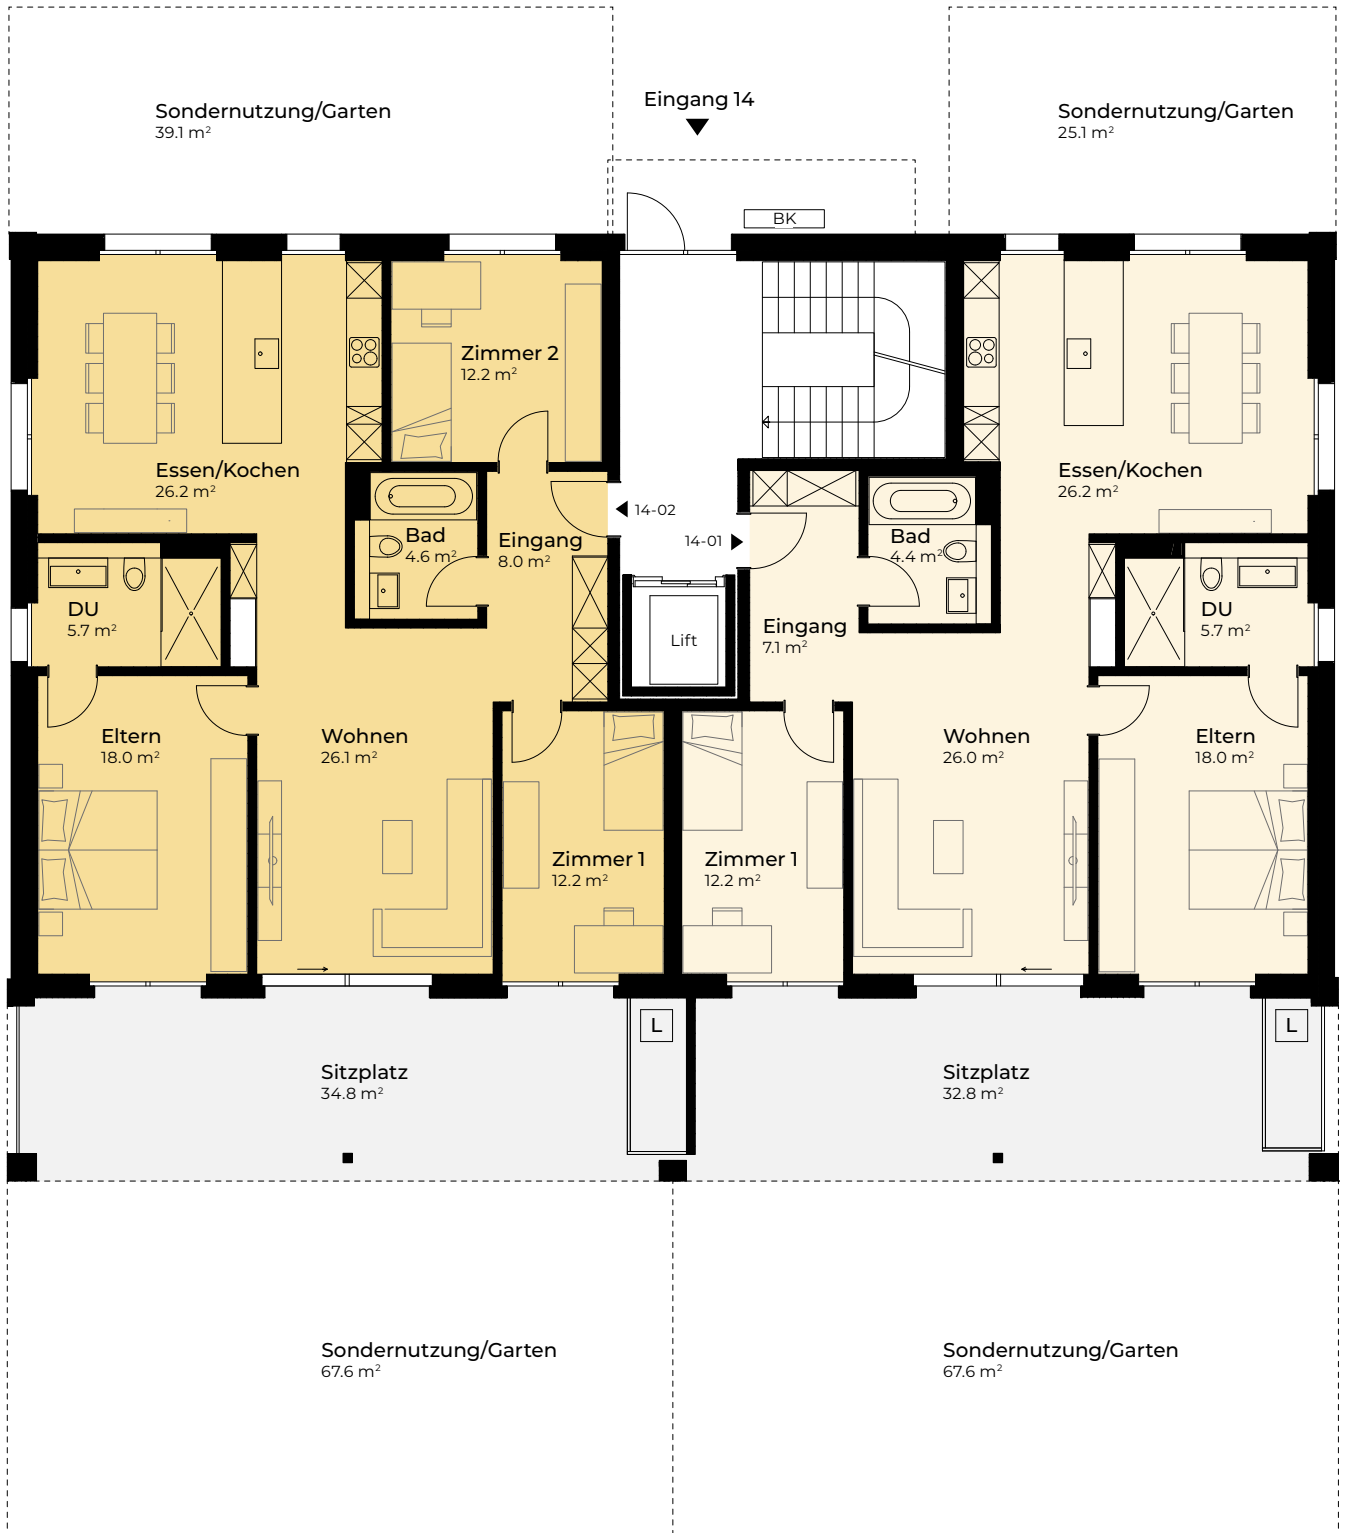 Eingang 14
Sondernutzung/Garten
39.1 m²
Sondernutzung/Garten
25.1 m²
BK
Zimmer 2
12.2 m²
Essen/Kochen
26.2 m²
Essen/Kochen
26.2 m²
14-02
14-01
Bad
4.6 m²
Eingang
8.0 m²
Bad
4.4 m²
DU
5.7 m²
Eingang
7.1 m²
Lift
DU
5.7 m²
Eltern
18.0 m²
Wohnen
26.1 m²
Wohnen
26.0 m²
Eltern
18.0 m²
Zimmer 1
12.2 m²
Zimmer 1
12.2 m²
L
L
Sitzplatz
34.8 m²
Sitzplatz
32.8 m²
Sondernutzung/Garten
67.6 m²
Sondernutzung/Garten
67.6 m²